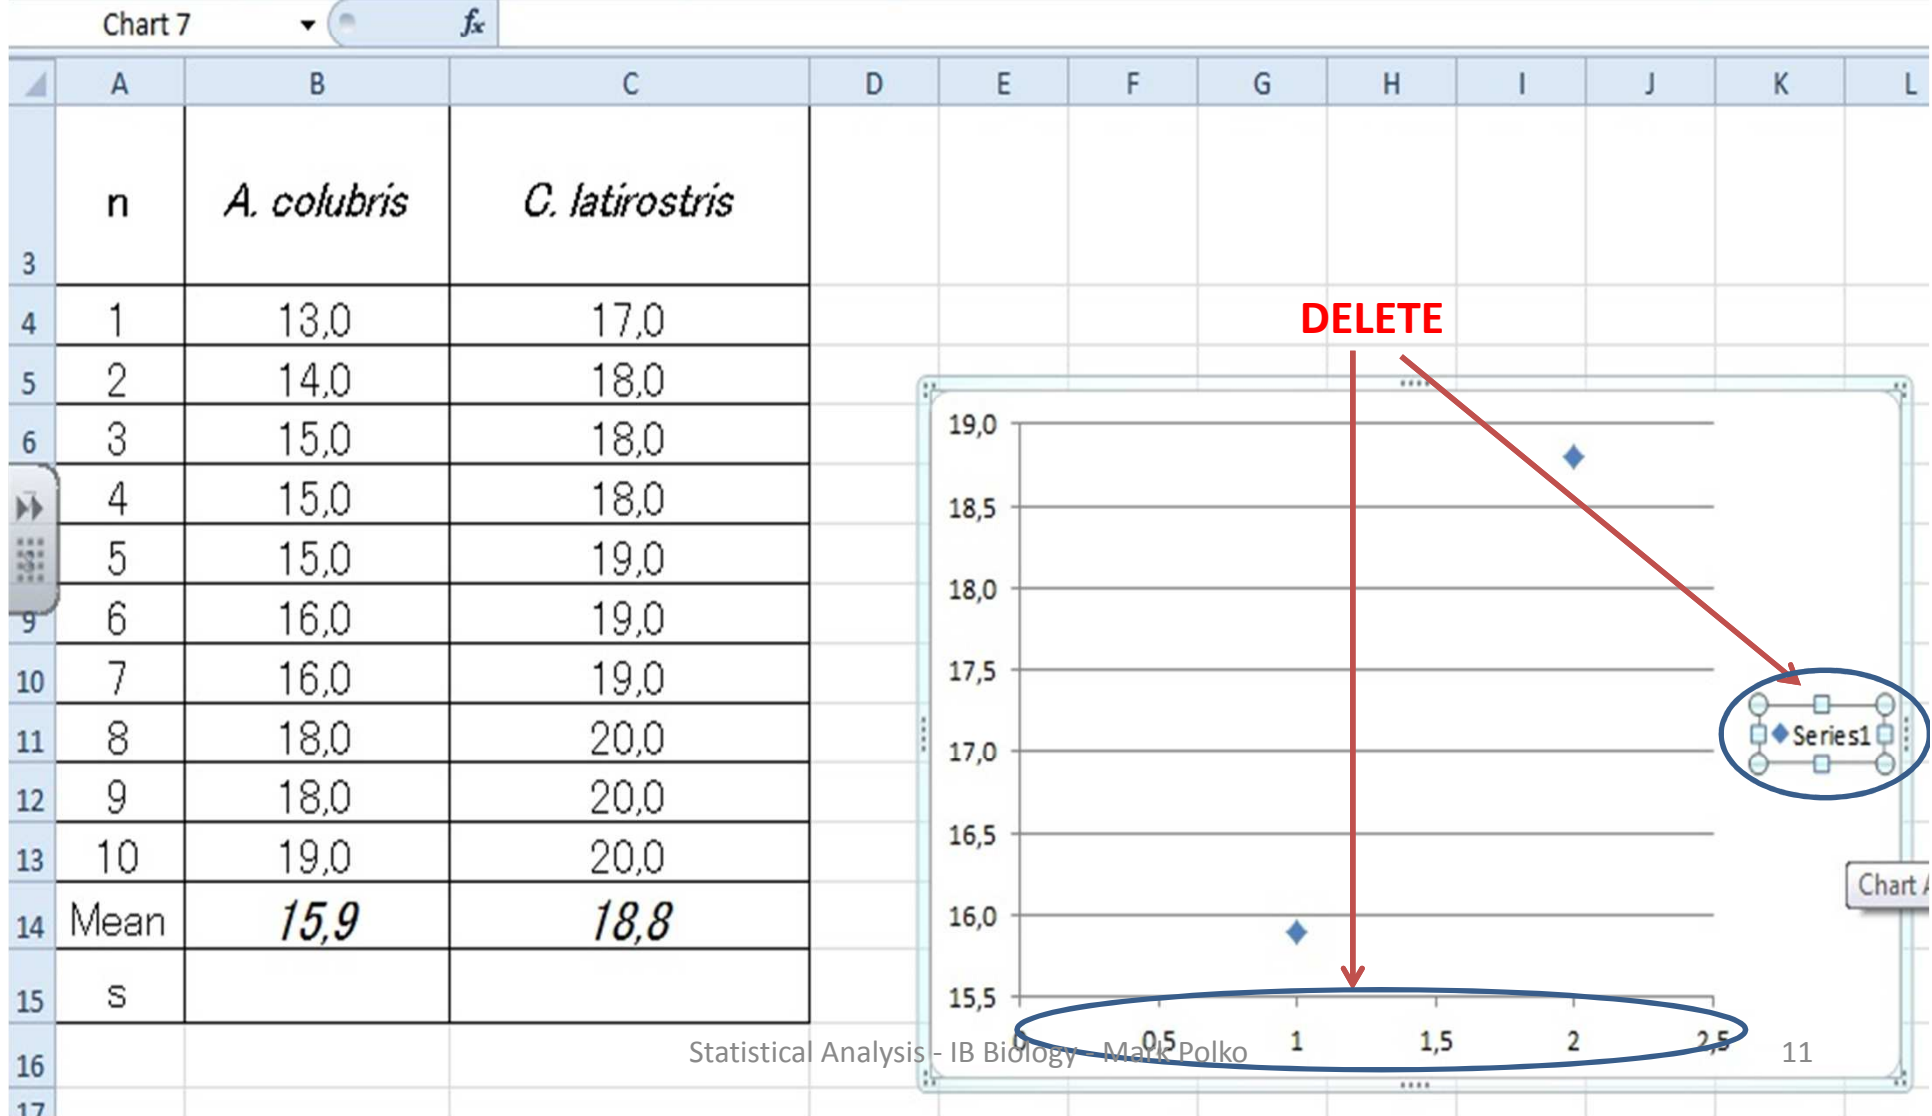 Chart 7 fx
A B C D E F G H I J K L
3 n A. colubris C. latirostris
4 1 13,0 17,0
DELETE
5 2 14,0 18,0
6 3 15,0 18,0
4 15,0 18,0
5 15,0 19,0
9 6 16,0 19,0
10 7 16,0 19,0
11 8 18,0 20,0
12 9 18,0 20,0
13 10 19,0 20,0
14 Mean 15,9 18,8
15 s
16
17
19,0
18,5
18,0
17,5
17,0
16,5
16,0
15,5
0 0,5 1 1,5 2 2,5
Series1
Chart
Statistical Analysis - IB Biology - Mark Polko
11